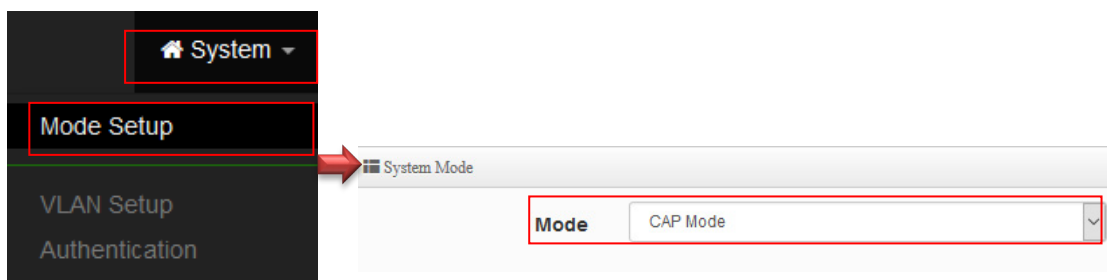 System
Mode Setup
VLAN Setup
Authentication
System Mode
Mode CAP Mode